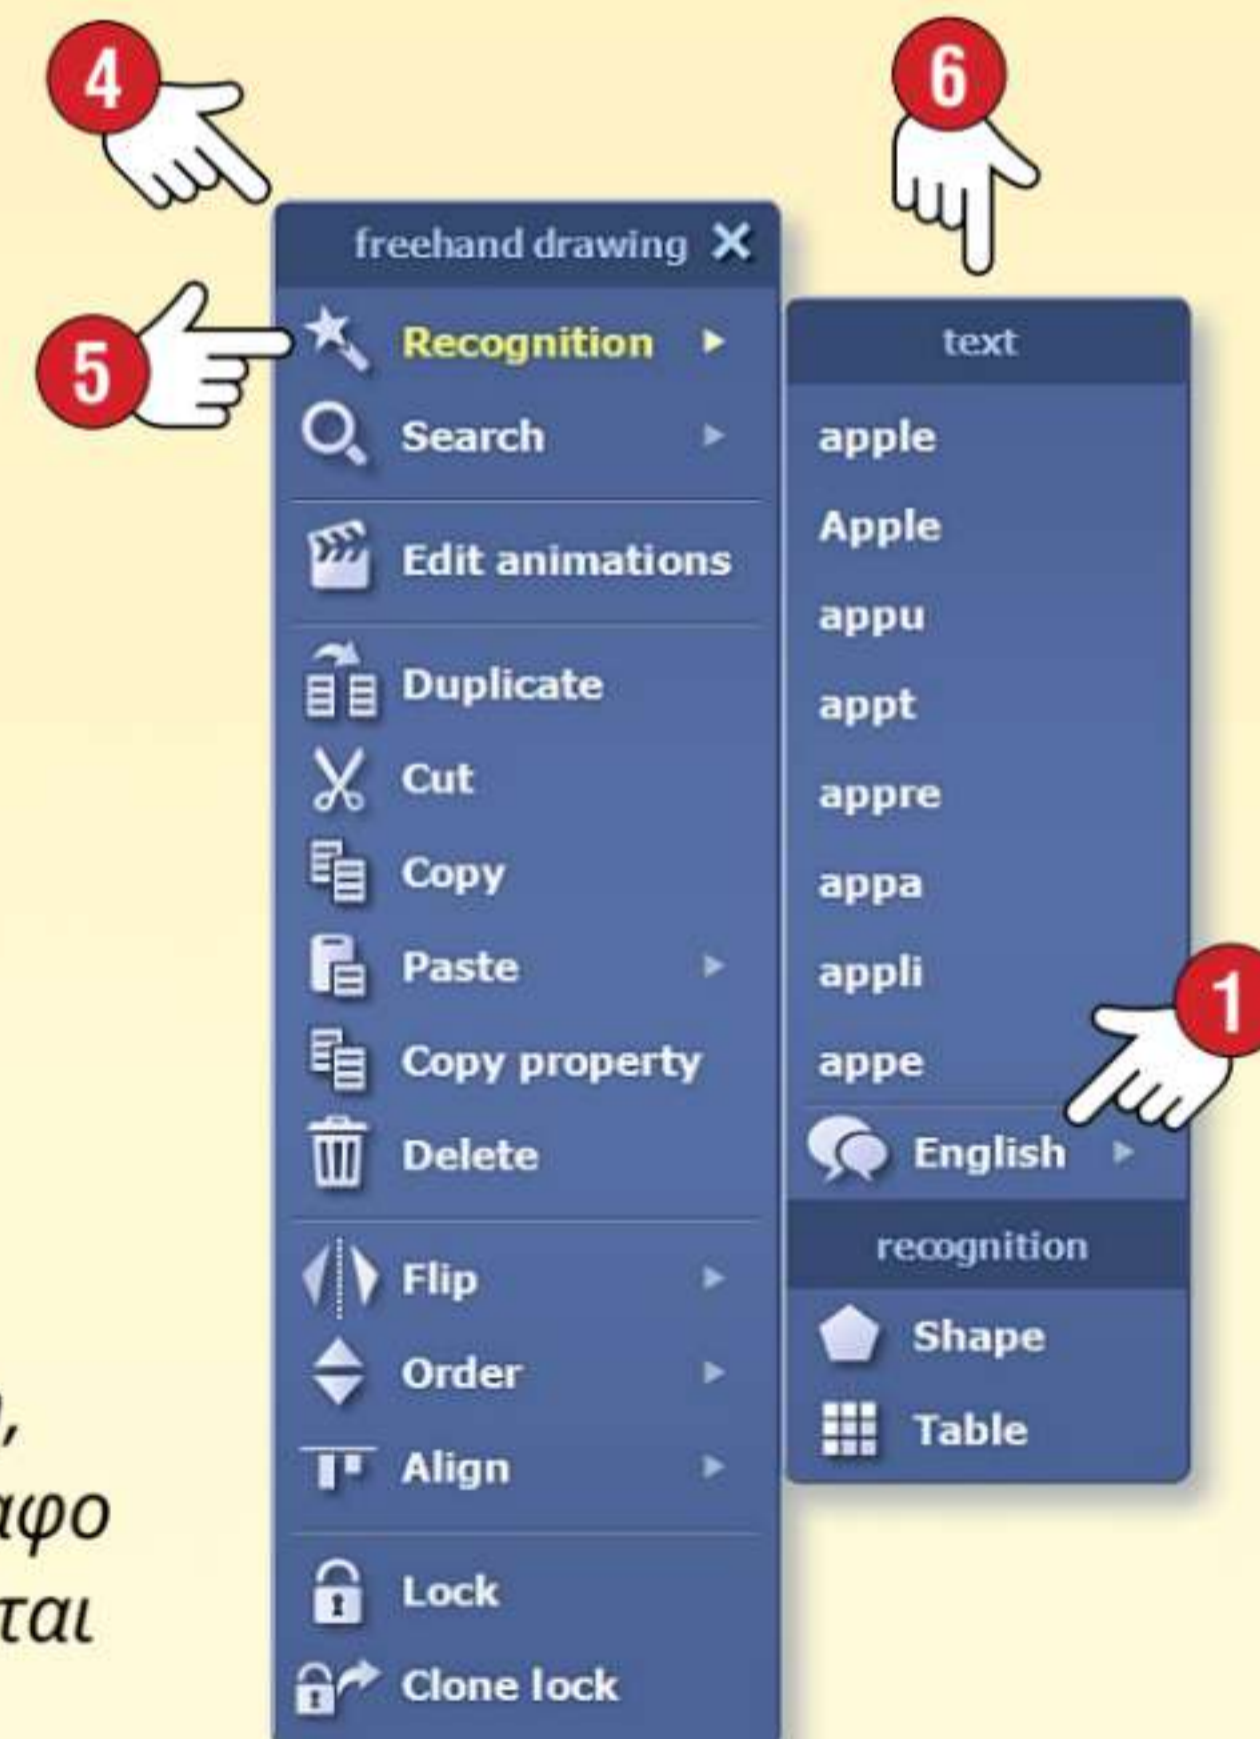 4
6
freehand drawing
5
Recognition
Search
Edit animations
Duplicate
Cut
Copy
Paste
Copy property
Delete
Flip
Order
Align
Lock
Clone lock
text
apple
Apple
appu
appt
appre
appa
appli
appe
1
English
recognition
Shape
Table